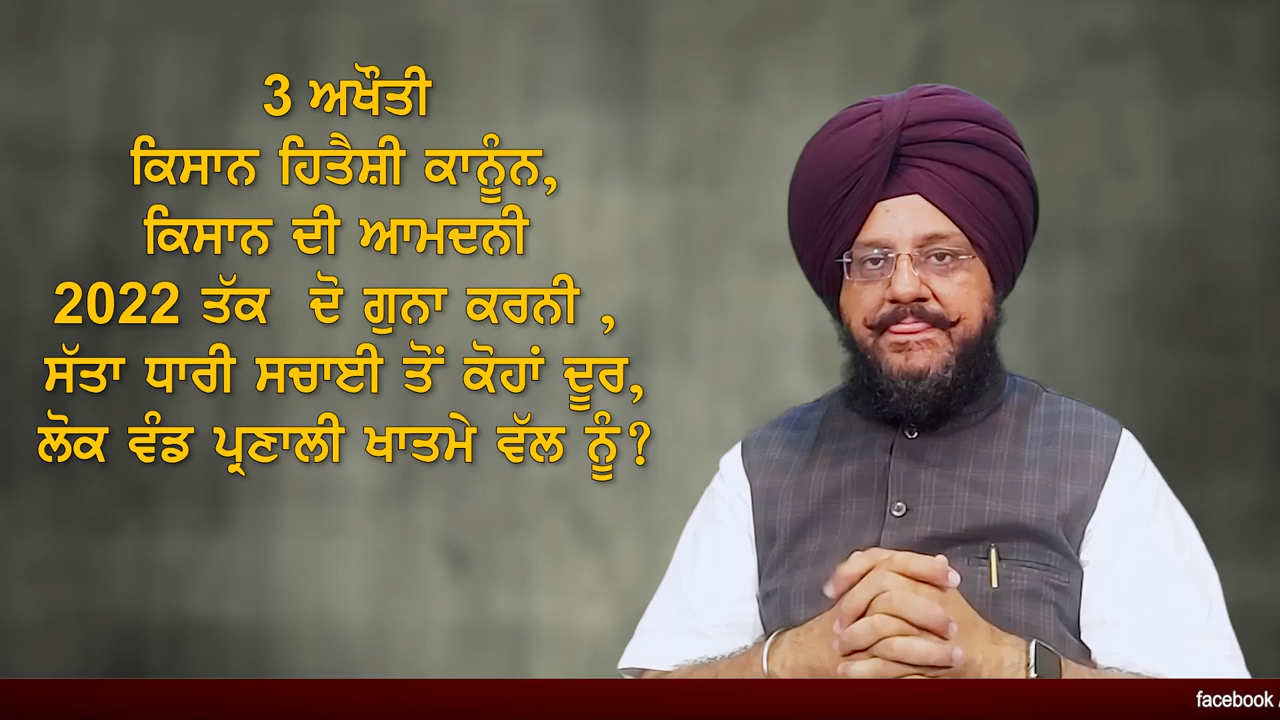 3 ਅਖੌਤੀ
ਕਿਸਾਨ ਹਿਤੈਸ਼ੀ ਕਾਨੂੰਨ,
ਕਿਸਾਨ ਦੀ ਆਮਦਨੀ
2022 ਤੱਕ ਦੋ ਗੁਨਾ ਕਰਨੀ ,
ਸੱਤਾ ਧਾਰੀ ਸਚਾਈ ਤੋਂ ਕੋਹਾਂ ਦੂਰ,
ਲੋਕ ਵੰਡ ਪ੍ਰਣਾਲੀ ਖਾਤਮੇ ਵੱਲ ਨੂੰ?
facebook